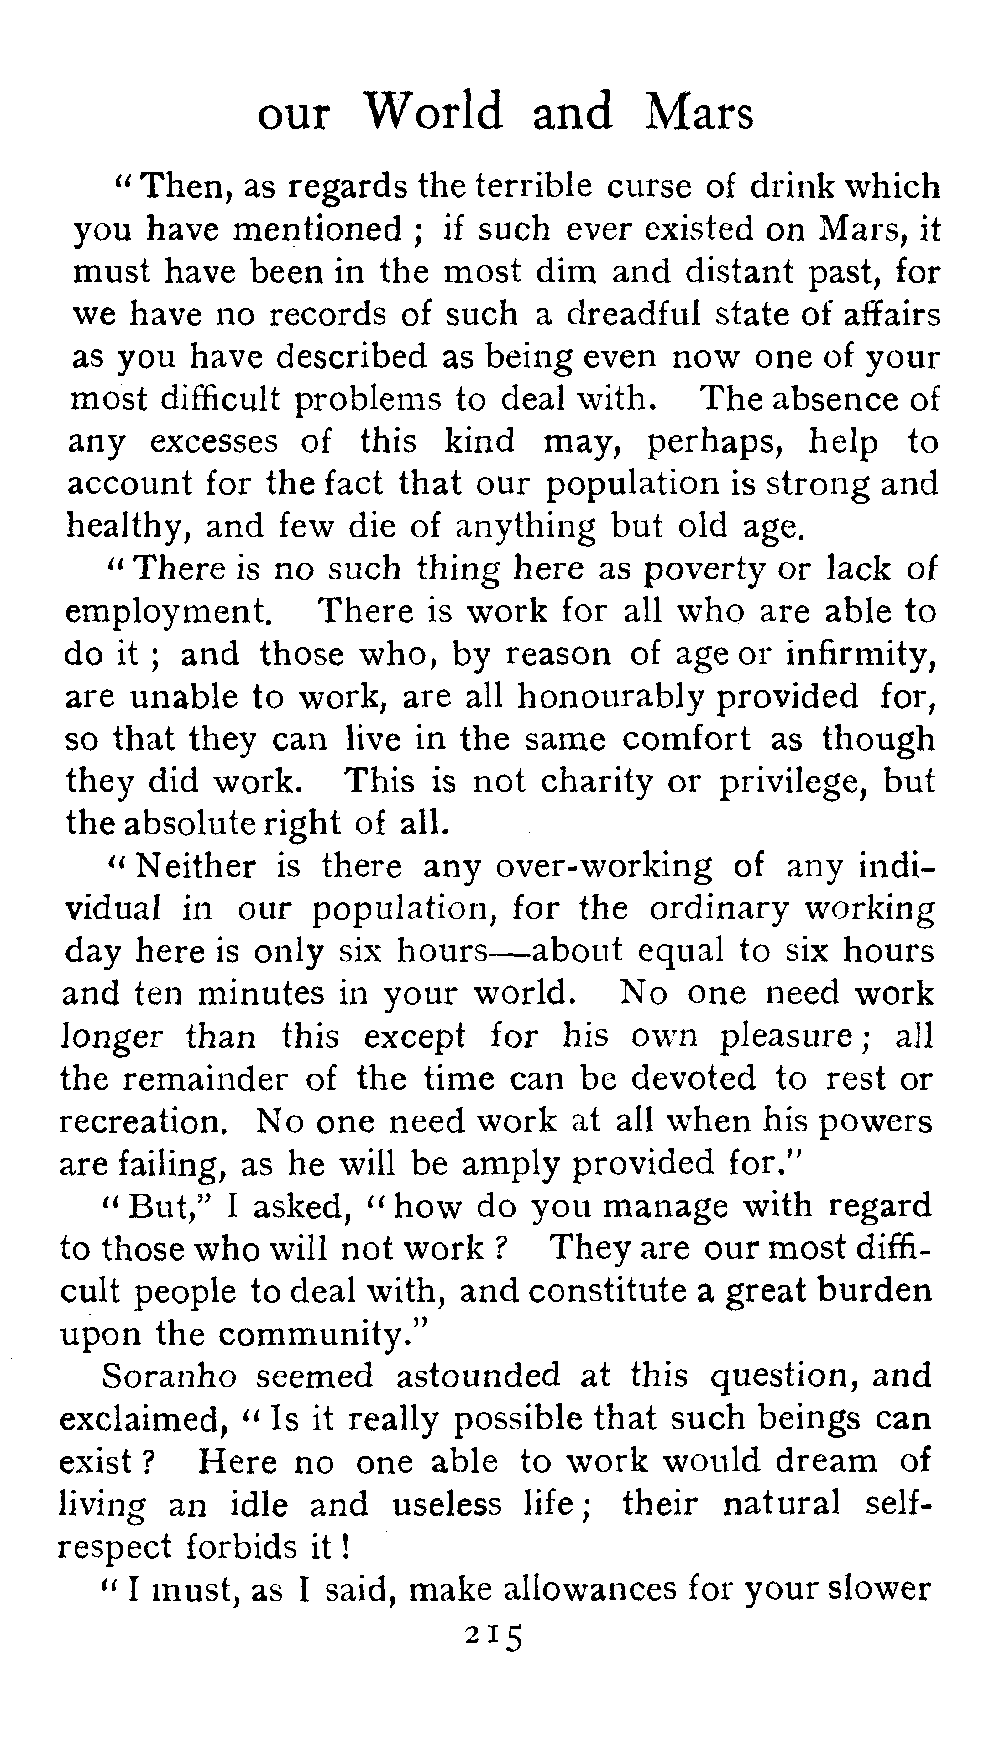 our World and Mars
“Then, as regards the terrible curse of drink which
you have mentioned ; if such ever existed on Mars, it
must have been in the most dim and distant past, for
we have no records of such a dreadful state of affairs
as you have described as being even now one of your
most difficult problems to deal with. The absence of
any excesses of this kind may, perhaps, help to
account for the fact that our population is strong and
healthy, and few die of anything but old age.
“There is no such thing here as poverty or lack of
employment. There is work for all who are able to
do it ; and those who, by reason of age or infirmity,
are unable to work, are all honourably provided for,
so that they can live in the same comfort as though
they did work. This is not charity or privilege, but
the absolute right of all.
“Neither is there any over-working of any indi-
vidual in our population, for the ordinary working
day here is only six hours—about equal to six hours
and ten minutes in your world. No one need work
longer than this except for his own pleasure ; all
the remainder of the time can be devoted to rest or
recreation. No one need work at all when his powers
are failing, as he will be amply provided for.”
“But,” I asked, “how do you manage with regard
to those who will not work ? They are our most diffi-
cult people to deal with, and constitute a great burden
upon the community.”
Soranho seemed astounded at this question, and
exclaimed, “Is it really possible that such beings can
exist ? Here no one able to work would dream of
living an idle and useless life ; their natural self-
respect forbids it !
“I must, as I said, make allowances for your slower
215